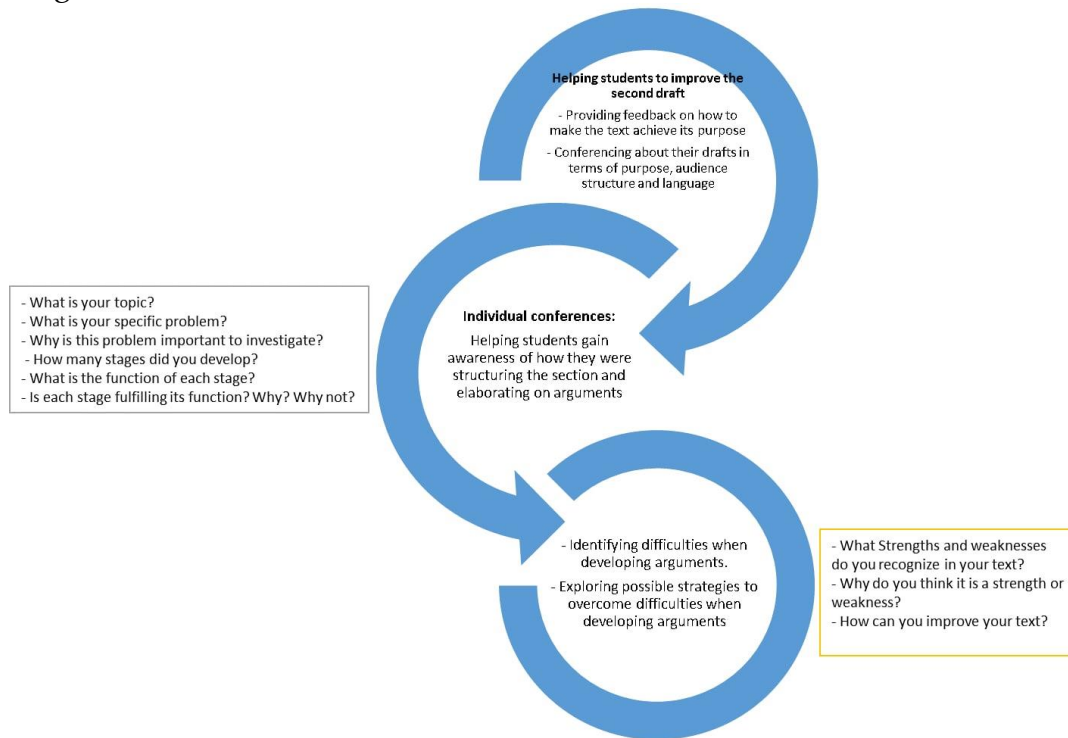 Helping students to improve the
second draft
- Providing feedback on how to
make the text achieve its purpose
- Conferencing about their drafts in
terms of purpose, audience
structure and language
- What is your topic?
- What is your specific problem?
- Why is this problem important to investigate?
- How many stages did you develop?
- What is the function of each stage?
- Is each stage fulfilling its function? Why? Why not?
Individual conferences:
Helping students gain
awareness of how they were
structuring the section and
elaborating on arguments
- Identifying difficulties when
developing arguments.
- Exploring possible strategies to
overcome difficulties when
developing arguments
- What Strengths and weaknesses
do you recognize in your text?
- Why do you think it is a strength or
weakness?
- How can you improve your text?